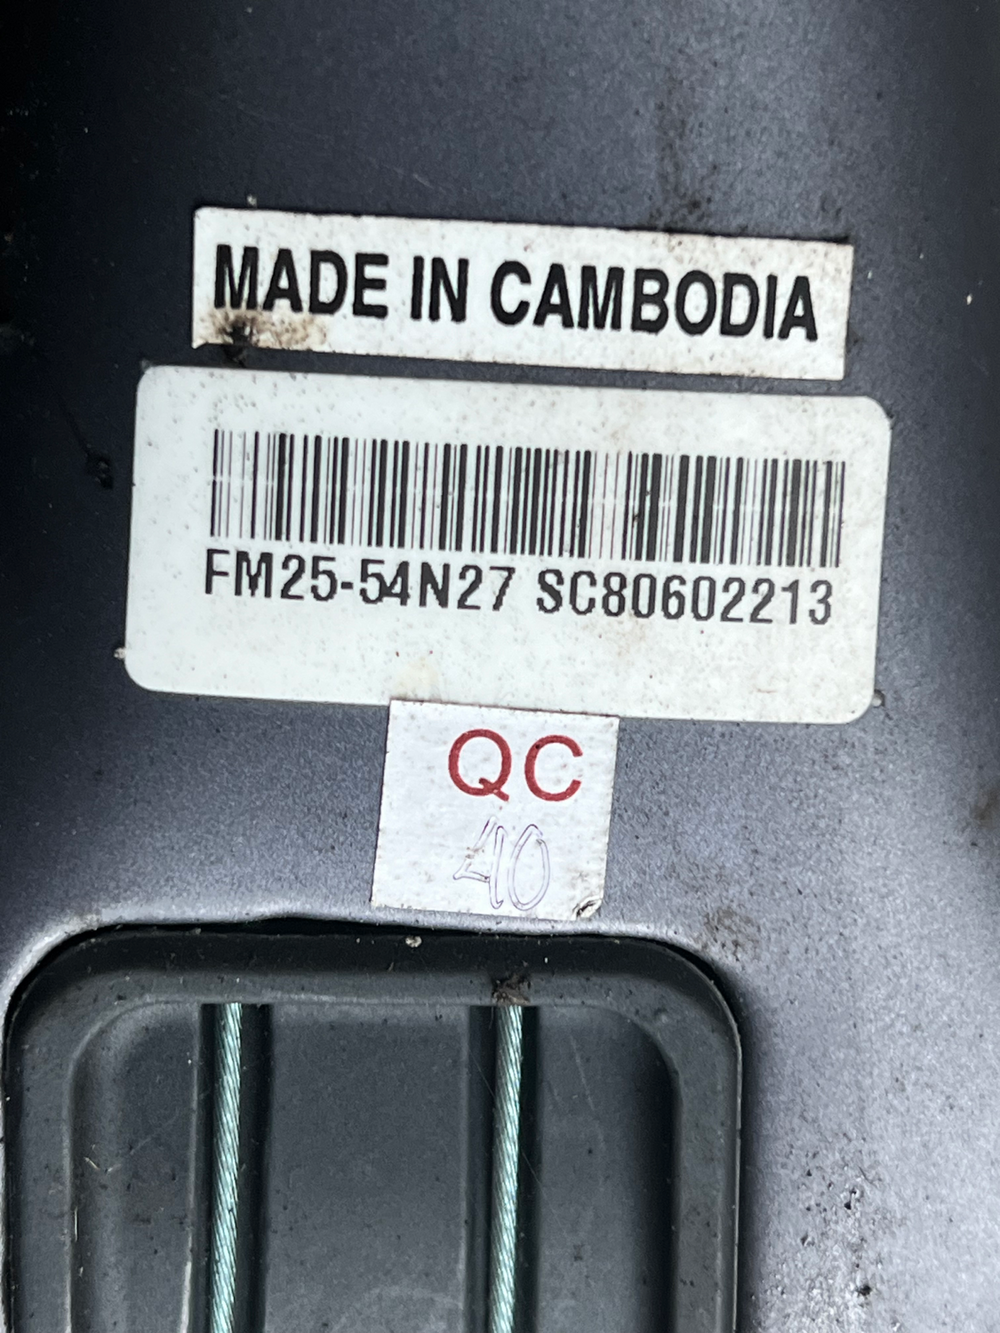 MADE IN CAMBODIA
FM25-54N27 SC80602213
QC
40